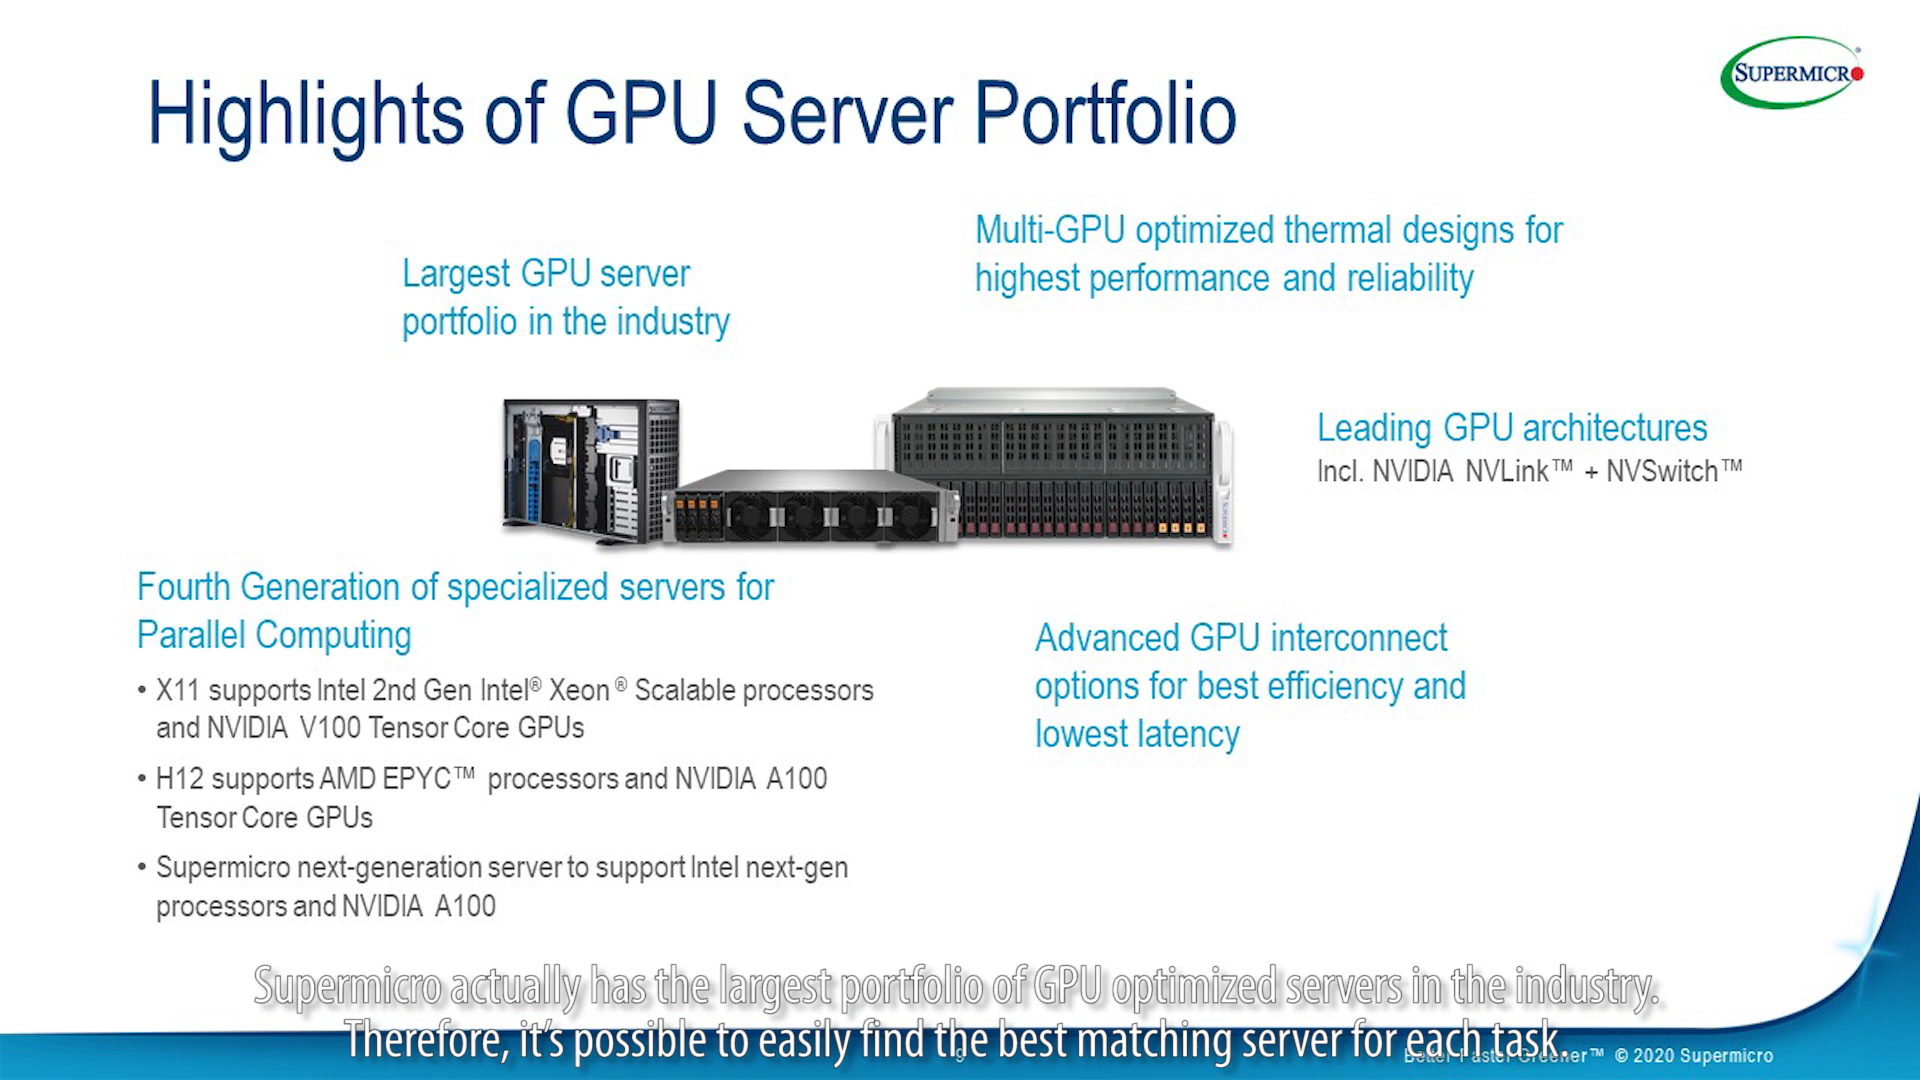 SUPERMICRO
Highlights of GPU Server Portfolio
Largest GPU server
portfolio in the industry
Multi-GPU optimized thermal designs for
highest performance and reliability
Leading GPU architectures
Incl. NVIDIA NVLink™ + NVSwitch™
Fourth Generation of specialized servers for
Parallel Computing
• X11 supports Intel 2nd Gen Intel® Xeon® Scalable processors
and NVIDIA V100 Tensor Core GPUs
• H12 supports AMD EPYC™ processors and NVIDIA A100
Tensor Core GPUs
• Supermicro next-generation server to support Intel next-gen
processors and NVIDIA A100
Advanced GPU interconnect
options for best efficiency and
lowest latency
Supermicro actually has the largest portfolio of GPU optimized servers in the industry.
Therefore, it's possible to easily find the best matching server for each task.
9
Better Faster Greener™ © 2020 Supermicro